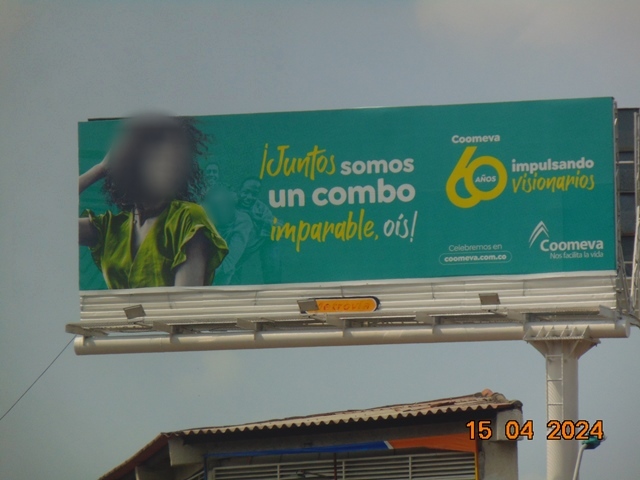 ¡Juntos somos
un combo
imparable, oís!
Coomeva
60
AÑOS
impulsando
visionarios
Celebremos en
coomeva.com.co
Coomeva
Nos facilita la vida
15 04 2024